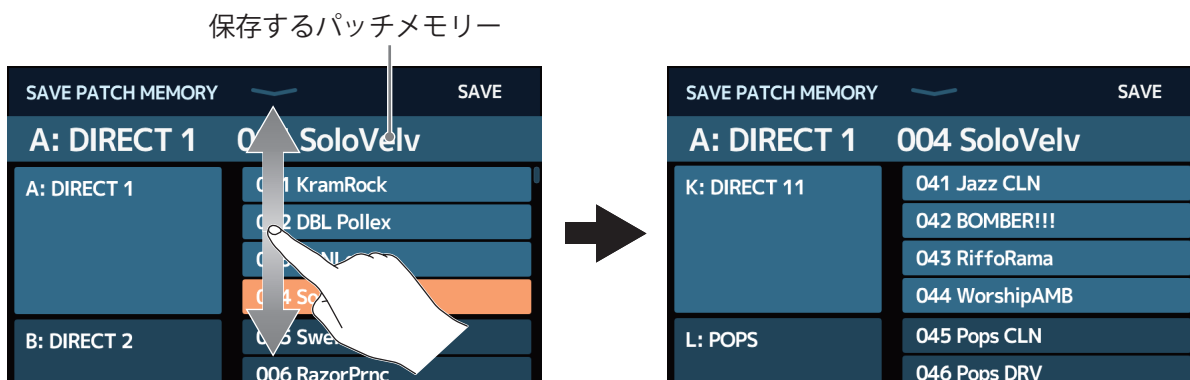 保存するパッチメモリー
SAVE PATCH MEMORY SAVE
A: DIRECT 1 SoloVelv
A: DIRECT 1
KramRock
DBL Pollex
B: DIRECT 2
006 RazorPrnc
SAVE PATCH MEMORY SAVE
A: DIRECT 1 004 SoloVelv
K: DIRECT 11
041 Jazz CLN
042 BOMBER!!!
043 RiffoRama
044 WorshipAMB
L: POPS
045 Pops CLN
046 Pops DRV